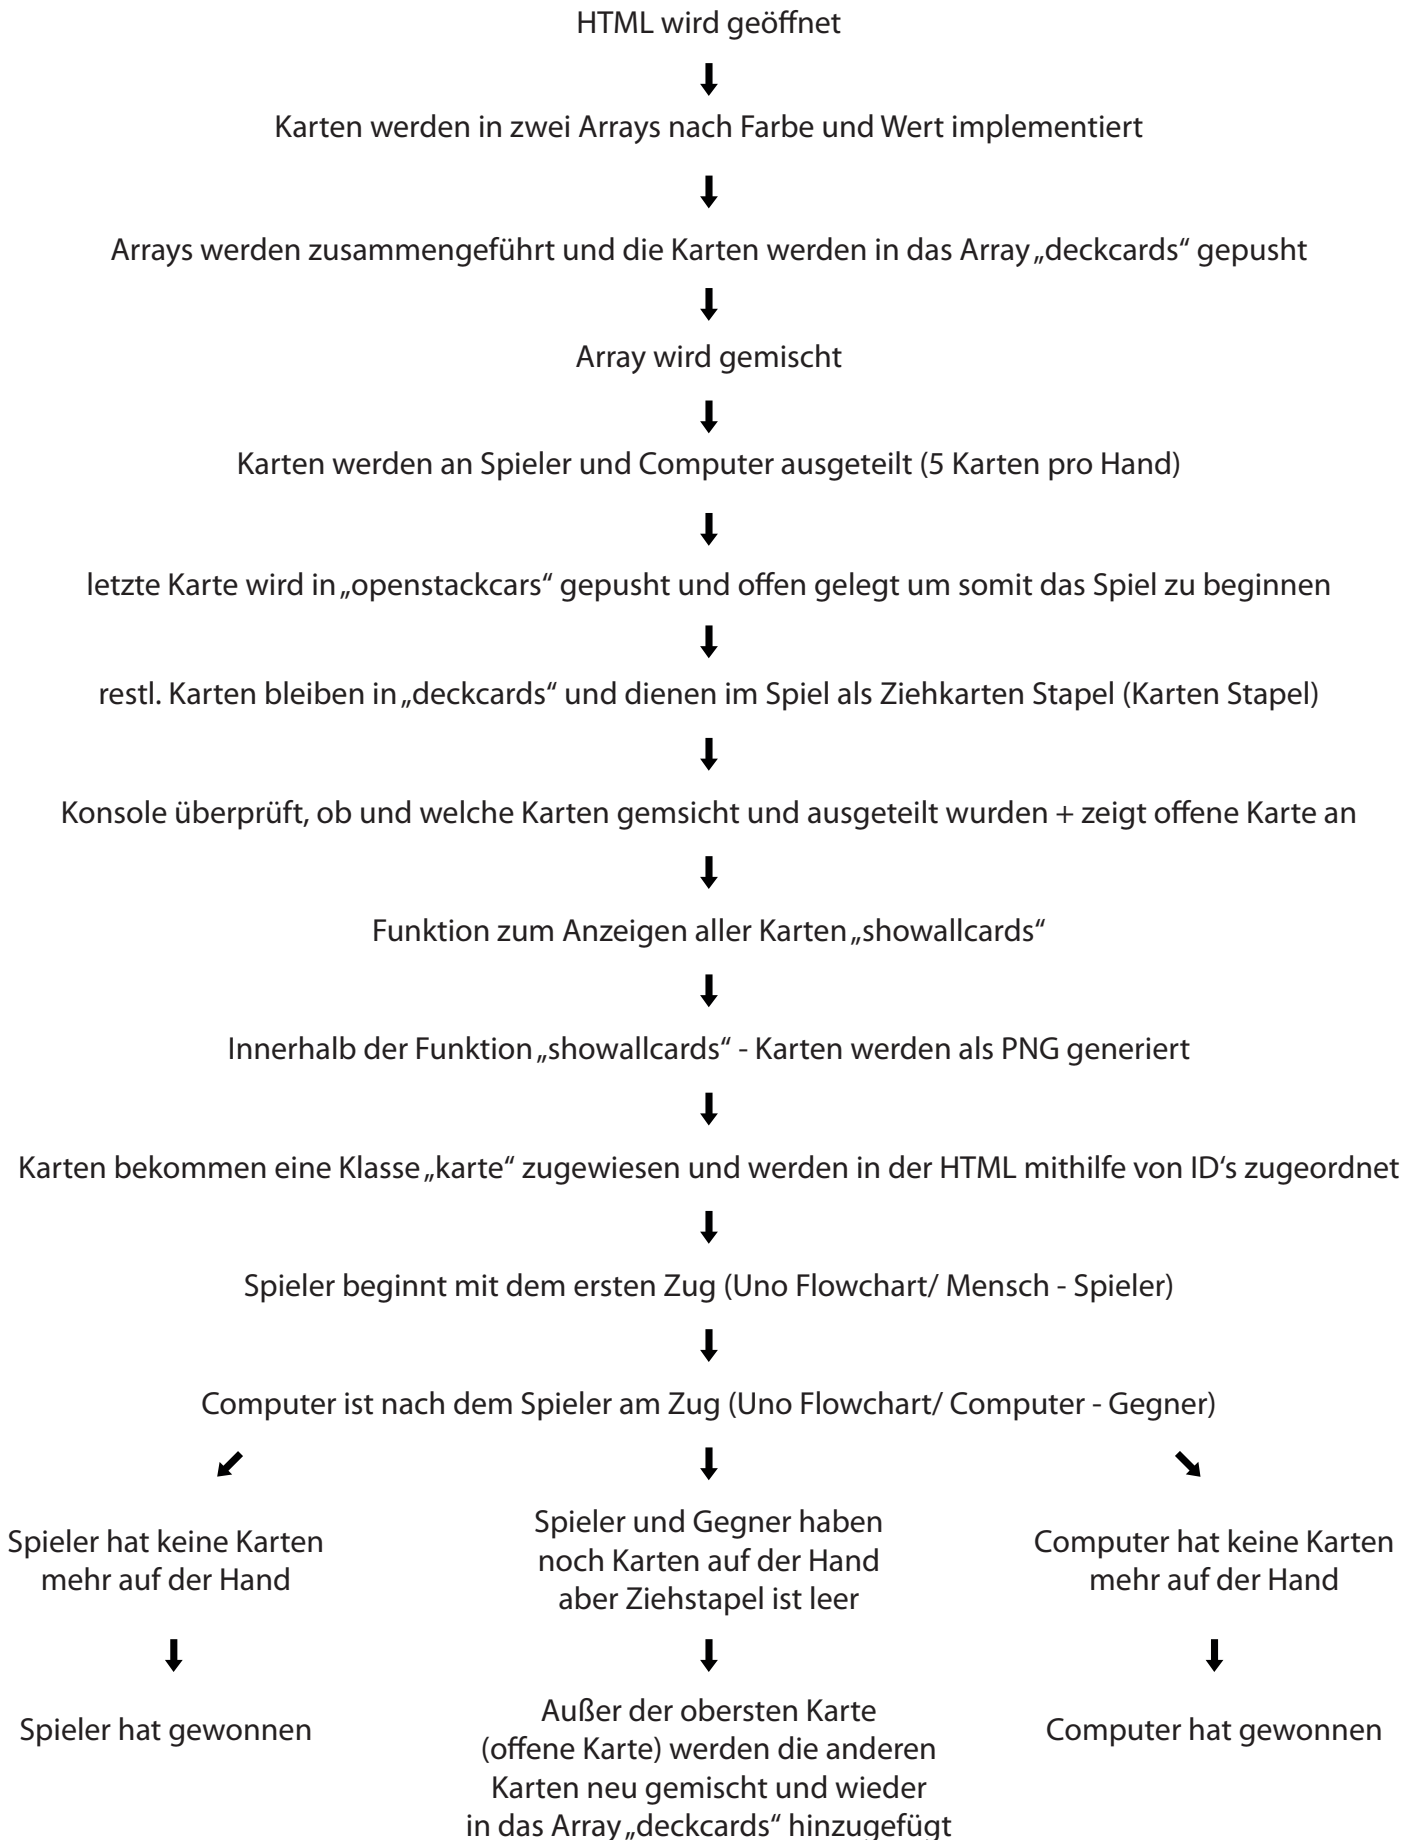 HTML wird geöffnet
Karten werden in zwei Arrays nach Farbe und Wert implementiert
Arrays werden zusammengeführt und die Karten werden in das Array „deckcards“ gepusht
Array wird gemischt
Karten werden an Spieler und Computer ausgeteilt (5 Karten pro Hand)
letzte Karte wird in „openstackcars“ gepusht und offen gelegt um somit das Spiel zu beginnen
restl. Karten bleiben in „deckcards“ und dienen im Spiel als Ziehkarten Stapel (Karten Stapel)
Konsole überprüft, ob und welche Karten gemsicht und ausgeteilt wurden + zeigt offene Karte an
Funktion zum Anzeigen aller Karten „showallcards“
Innerhalb der Funktion „showallcards“ - Karten werden als PNG generiert
Karten bekommen eine Klasse „karte“ zugewiesen und werden in der HTML mithilfe von ID‘s zugeordnet
Spieler beginnt mit dem ersten Zug (Uno Flowchart/ Mensch - Spieler)
Computer ist nach dem Spieler am Zug (Uno Flowchart/ Computer - Gegner)
Spieler hat keine Karten
mehr auf der Hand
Spieler und Gegner haben
noch Karten auf der Hand
aber Ziehstapel ist leer
Computer hat keine Karten
mehr auf der Hand
Spieler hat gewonnen
Außer der obersten Karte
(offene Karte) werden die anderen
Karten neu gemischt und wieder
in das Array „deckcards“ hinzugefügt
Computer hat gewonnen